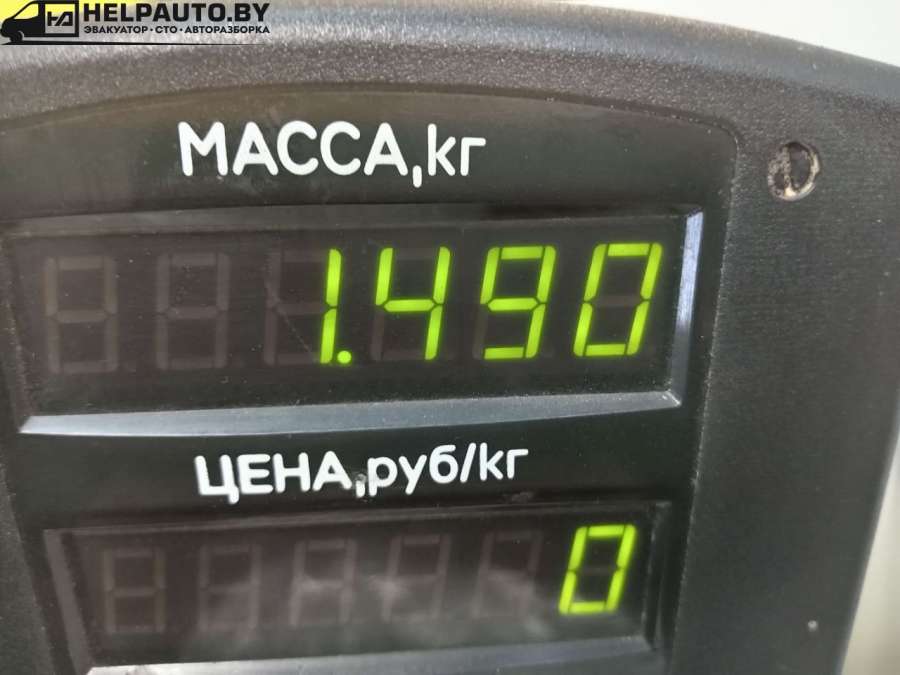 HELPAUTO.BY
ЭВАКУАТОР • СТО • АВТОРАЗБОРКА
МАССА,кг
1.490
ЦЕНА,руб/кг
0